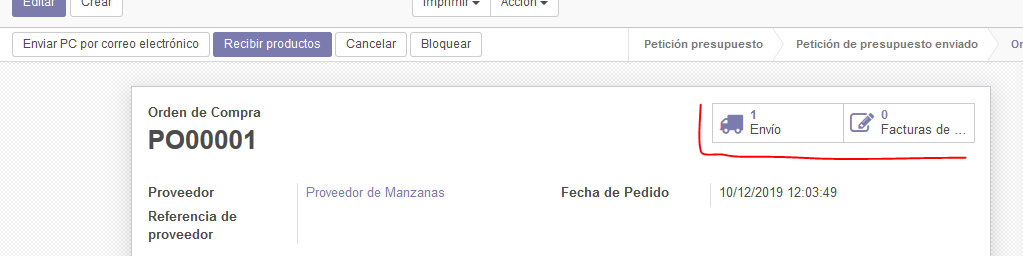 Editar Crear Imprimir Acción
Enviar PC por correo electrónico Recibir productos Cancelar Bloquear Petición presupuesto Petición de presupuesto enviado
Orden de Compra
PO00001
1
Envío
0
Facturas de ...
Proveedor Proveedor de Manzanas Fecha de Pedido 10/12/2019 12:03:49
Referencia de
proveedor